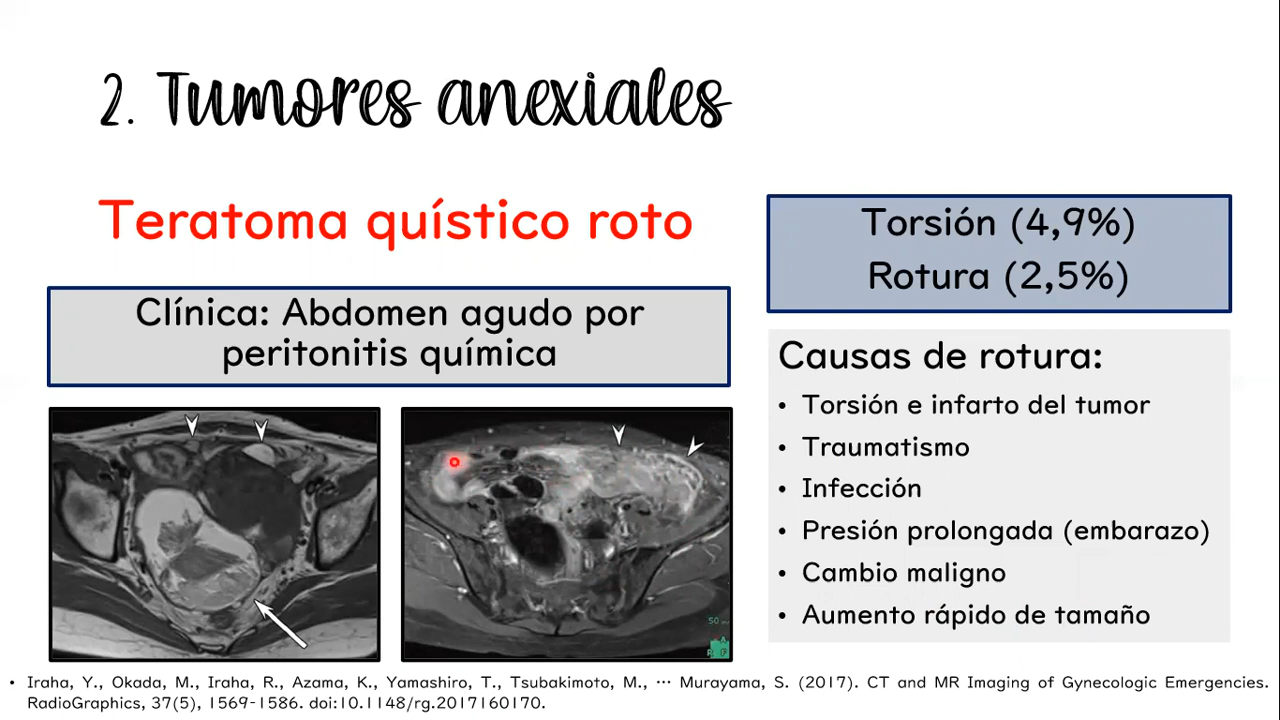 2. Tumores anexiales
Teratoma quístico roto
Clínica: Abdomen agudo por
peritonitis química
Torsión (4,9%)
Rotura (2,5%)
Causas de rotura:
• Torsión e infarto del tumor
• Traumatismo
• Infección
• Presión prolongada (embarazo)
• Cambio maligno
• Aumento rápido de tamaño
50
• Iraha, Y., Okada, M., Iraha, R., Azama, K., Yamashiro, T., Tsubakimoto, M., … Murayama, S. (2017). CT and MR Imaging of Gynecologic Emergencies.
RadioGraphics, 37(5), 1569-1586. doi:10.1148/rg.2017160170.